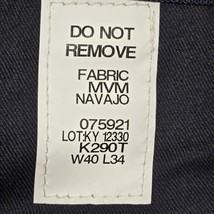 DO NOT
REMOVE
FABRIC
MVM
NAVAJO
075921
LOT:KY 12330
K290T
W40 L34